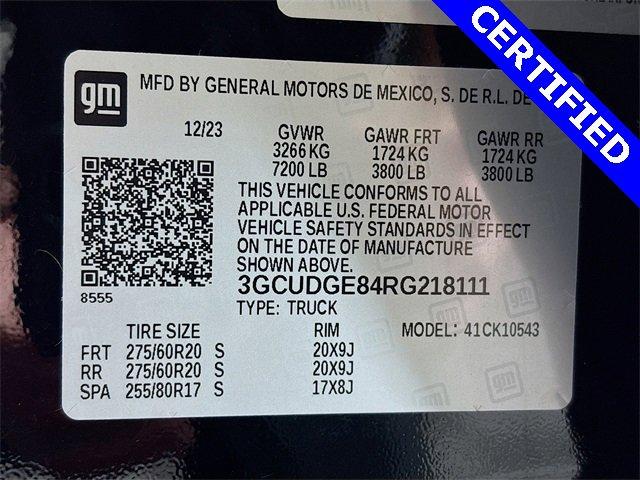 CERTIFIED
gm
MFD BY GENERAL MOTORS DE MEXICO, S. DE R.L. DE
12/23
GVWR GAWR FRT GAWR RR
3266 KG 1724 KG 1724 KG
7200 LB 3800 LB 3800 LB
THIS VEHICLE CONFORMS TO ALL
APPLICABLE U.S. FEDERAL MOTOR
VEHICLE SAFETY STANDARDS IN EFFECT
ON THE DATE OF MANUFACTURE
SHOWN ABOVE.
8555
3GCUDGE84RG218111
TYPE: TRUCK
TIRE SIZE RIM MODEL: 41CK10543
FRT 275/60R20 S 20X9J
RR 275/60R20 S 20X9J
SPA 255/80R17 S 17X8J